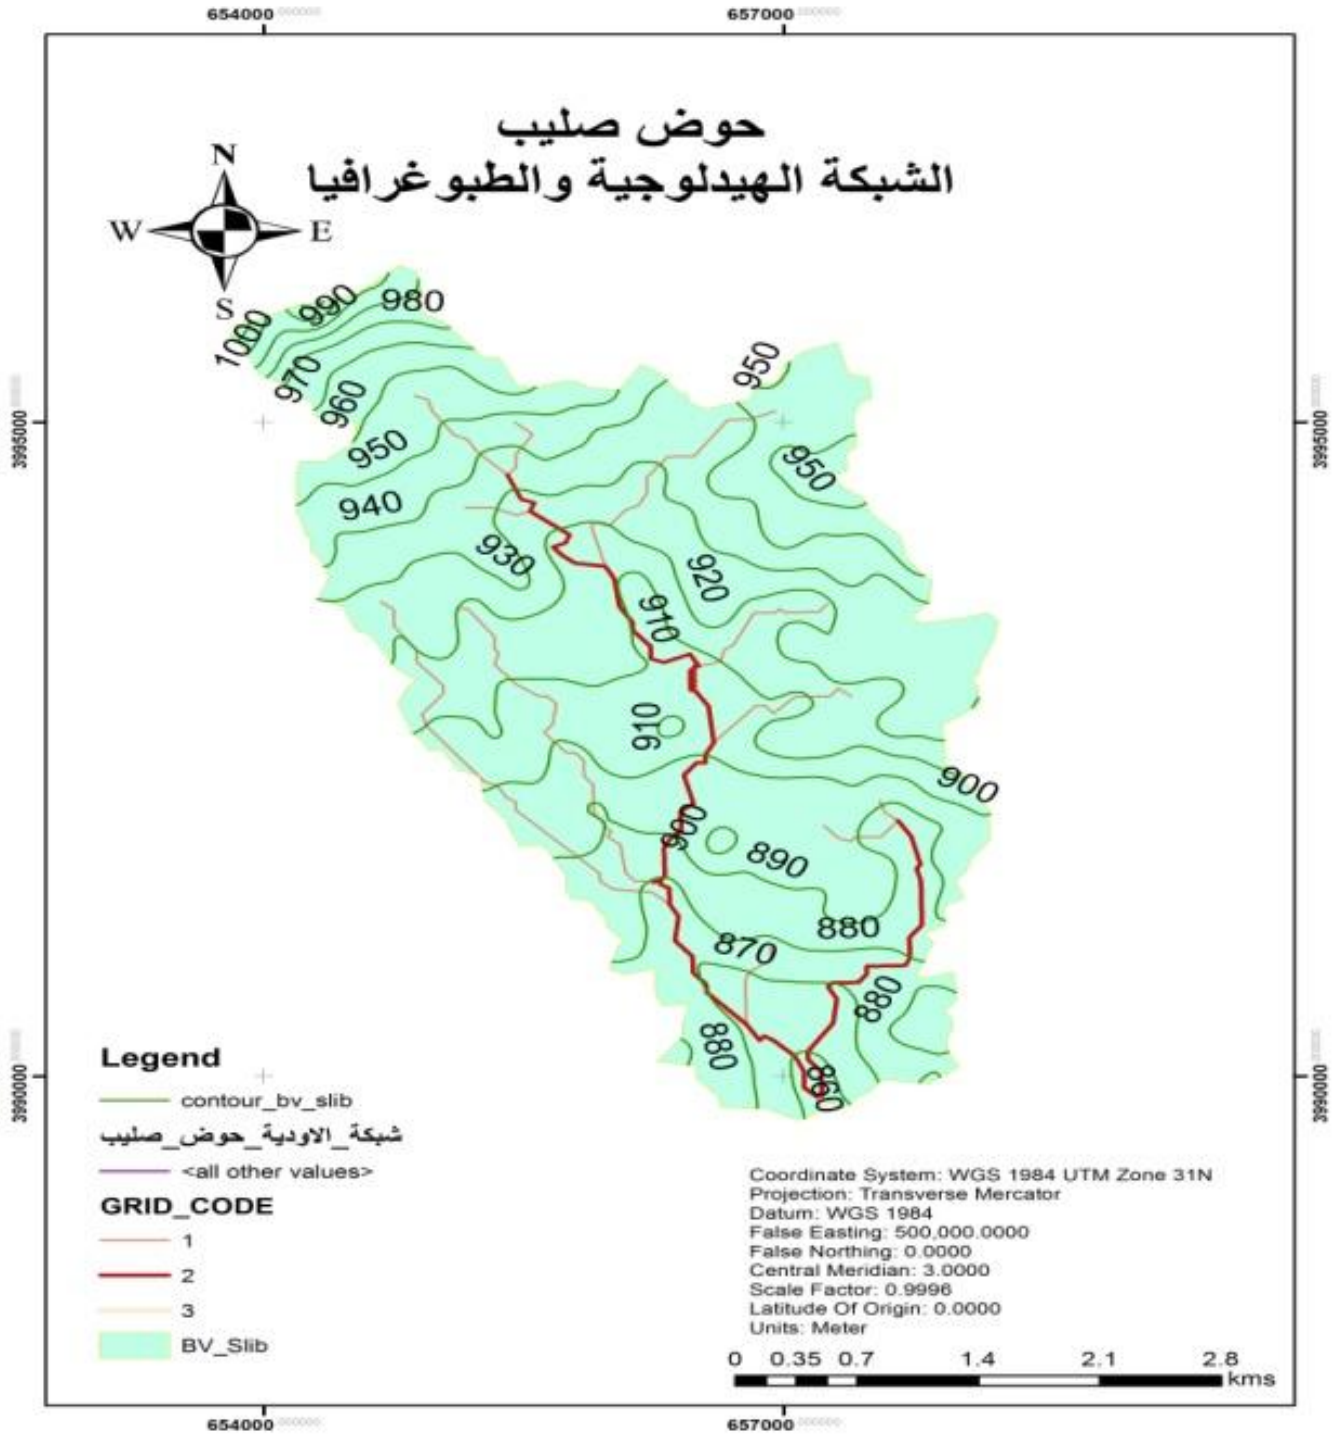 654000 657000
حوض صليب
الشبكة الهيدلوجية والطبوغرافيا
N
W E
S
990
980
1000
970
960
950
950
950
940
930
920
910
910
900
900
890
880
870
880
880
860
3995000
3995000
3990000
3990000
Legend
contour_bv_slib
شبكة_الاودية_حوض_صليب
<all other values>
GRID_CODE
1
2
3
BV_Slib
Coordinate System: WGS 1984 UTM Zone 31N
Projection: Transverse Mercator
Datum: WGS 1984
False Easting: 500,000.0000
False Northing: 0.0000
Central Meridian: 3.0000
Scale Factor: 0.9996
Latitude Of Origin: 0.0000
Units: Meter
0 0.35 0.7 1.4 2.1 2.8
kms
654000 657000